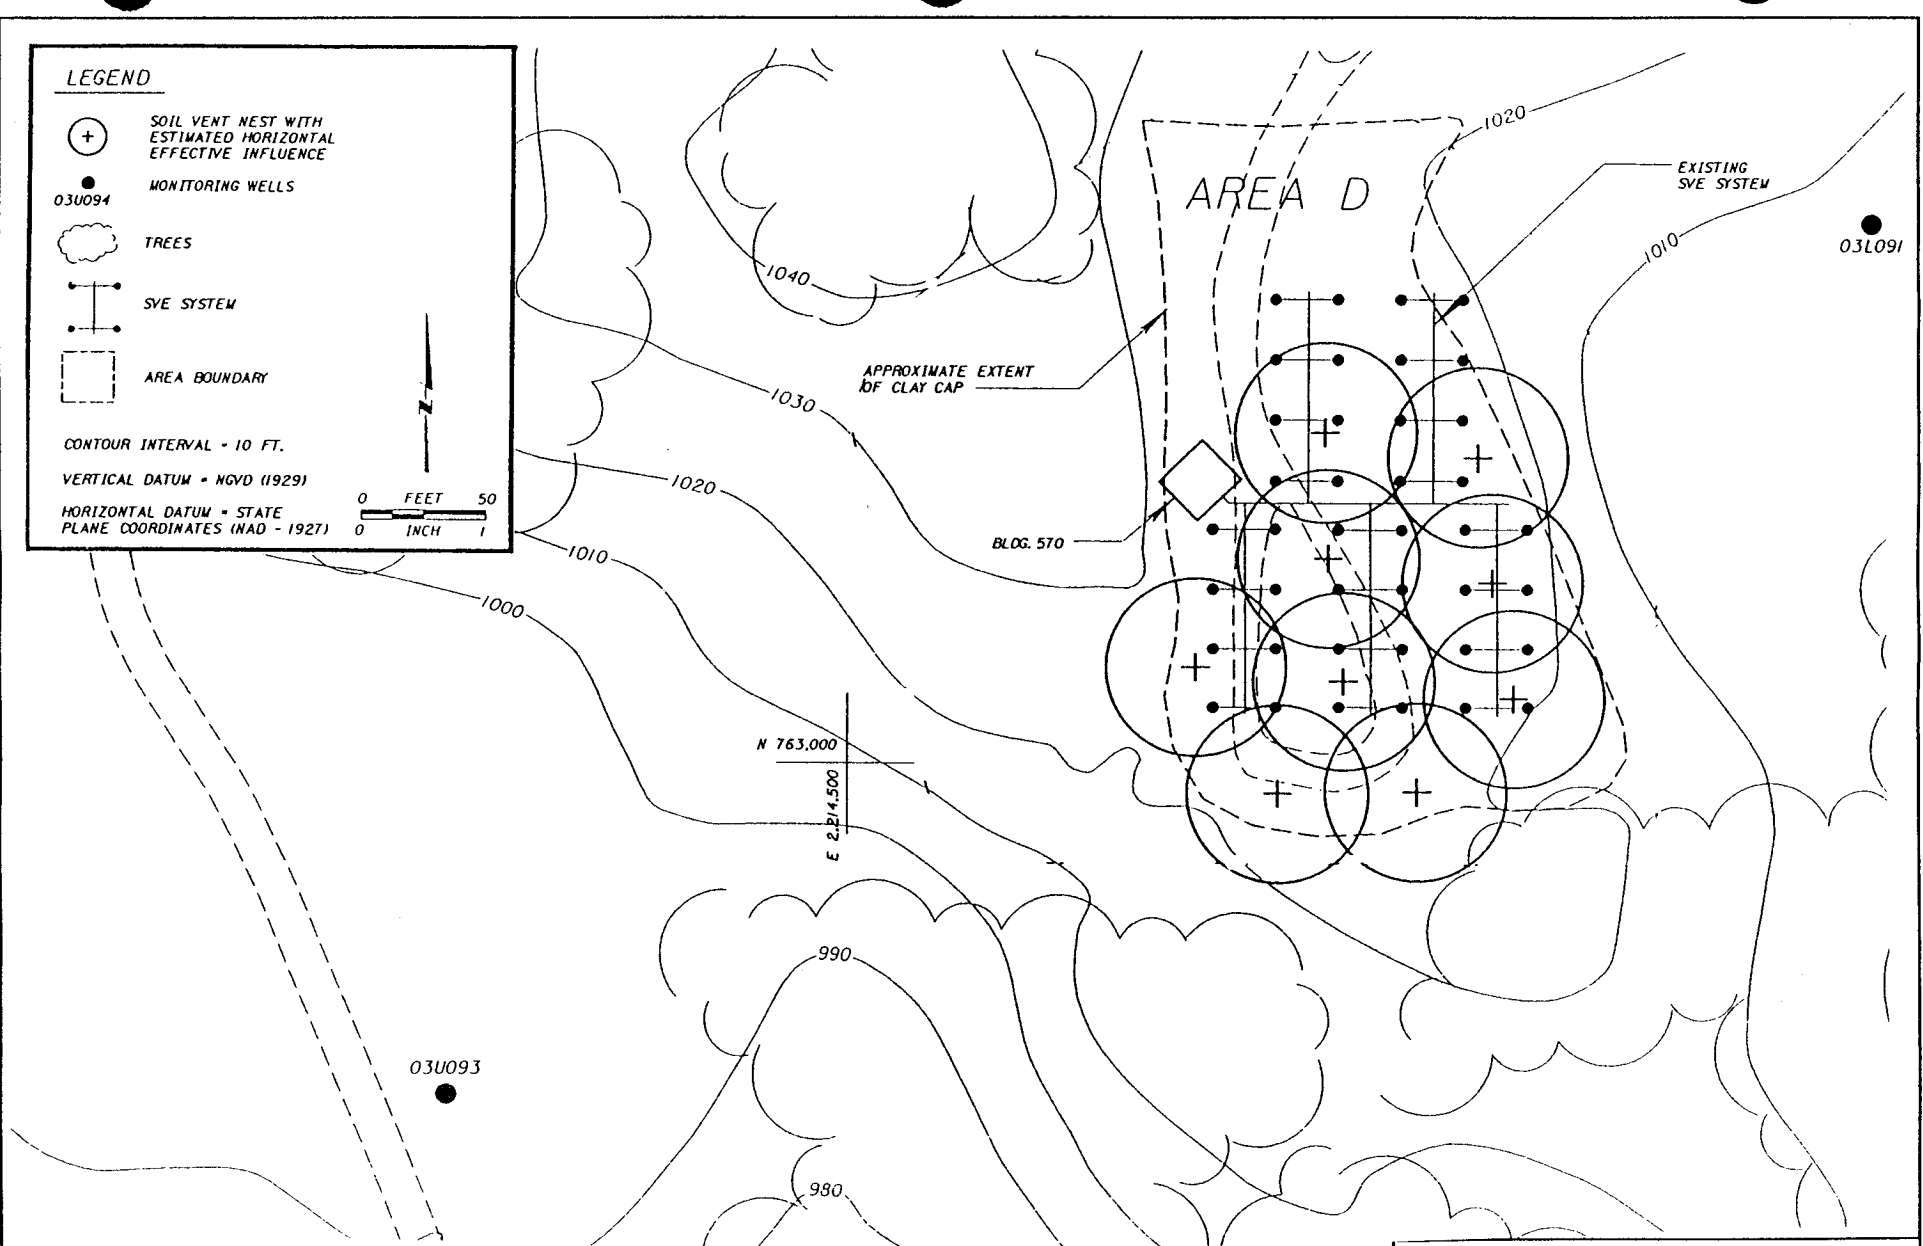 LEGEND
SOIL VENT NEST WITH
ESTIMATED HORIZONTAL
EFFECTIVE INFLUENCE
MONITORING WELLS
03U094
TREES
SVE SYSTEM
AREA BOUNDARY
CONTOUR INTERVAL = 10 FT.
VERTICAL DATUM = NGVD (1929)
HORIZONTAL DATUM = STATE
PLANE COORDINATES (NAD - 1927)
N
0 FEET 50
0 INCH 1
AREA D
1020
EXISTING
SVE SYSTEM
03L091
1010
1040
APPROXIMATE EXTENT
OF CLAY CAP
1030
1020
BLDG. 570
1010
1000
N 763,000
E 2,214,500
990
03U093
980